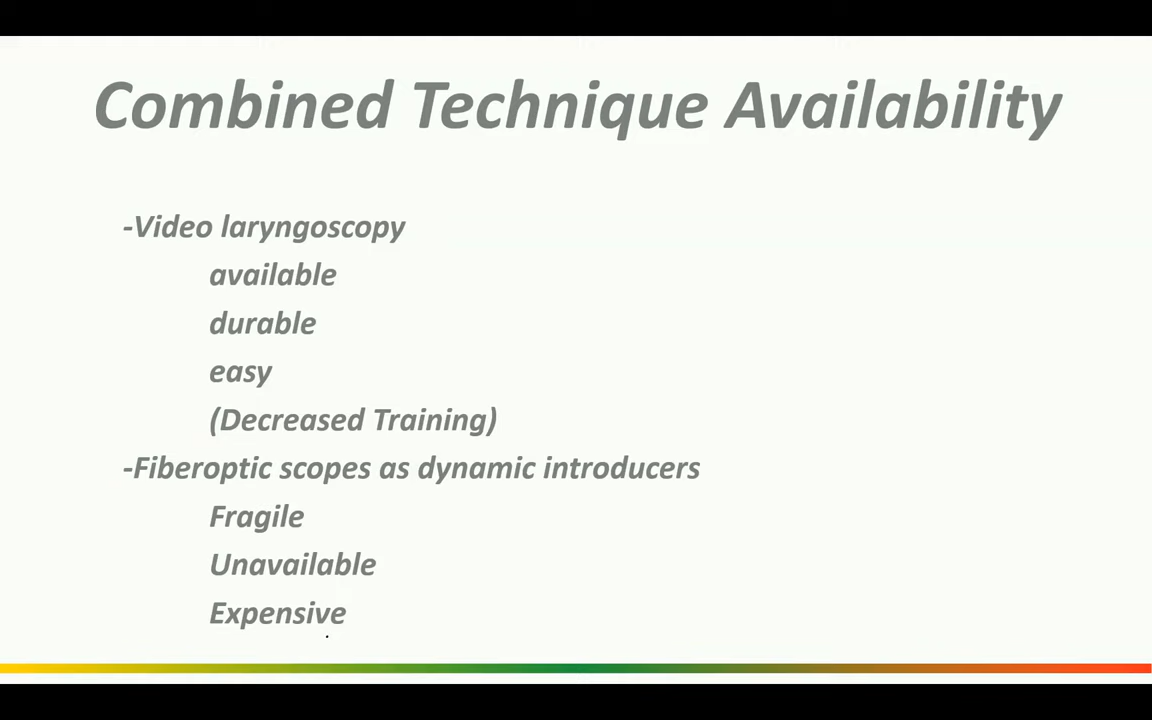 Combined Technique Availability
-Video laryngoscopy
available
durable
easy
(Decreased Training)
-Fiberoptic scopes as dynamic introducers
Fragile
Unavailable
Expensive
.